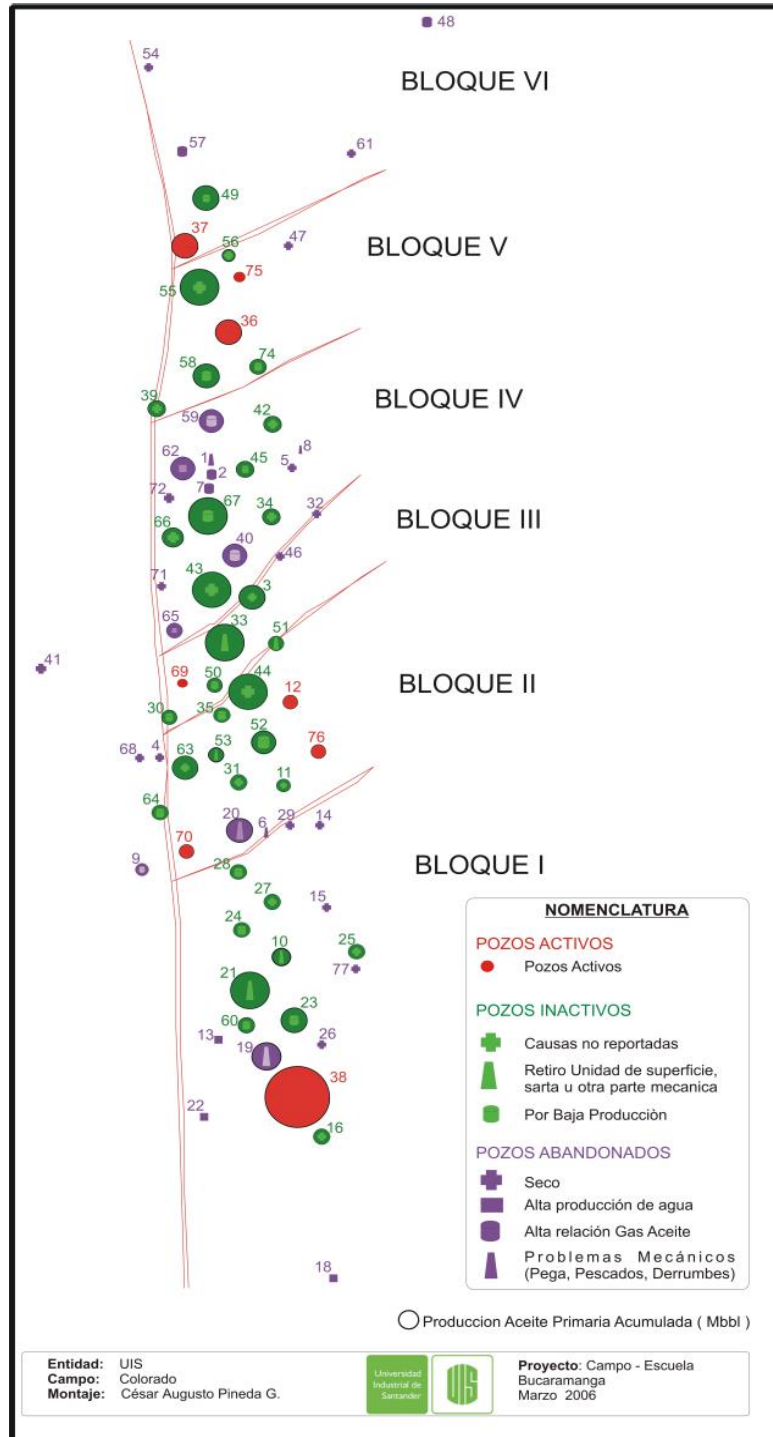 48
54
BLOQUE VI
57
61
49
37
47
56
BLOQUE V
75
55
36
74
58
39
BLOQUE IV
59
42
8
62
1
45
5
2
7
72
67
34
32
BLOQUE III
66
40
46
43
71
3
65
33
51
41
69
50
44
BLOQUE II
12
30
35
52
76
53
68
4
63
31
11
64
20
6
29
14
70
9
28
BLOQUE I
27
15
24
25
10
77
21
23
60
13
26
19
38
22
16
18
NOMENCLATURA
POZOS ACTIVOS
Pozos Activos
POZOS INACTIVOS
Causas no reportadas
Retiro Unidad de superficie,
sarta u otra parte mecanica
Por Baja Producciòn
POZOS ABANDONADOS
Seco
Alta producción de agua
Alta relación Gas Aceite
Problemas Mecánicos
(Pega, Pescados, Derrumbes)
Produccion Aceite Primaria Acumulada ( Mbbl )
Entidad: UIS
Campo: Colorado
Montaje: César Augusto Pineda G.
Universidad
Industrial de
Santander
UIS
Proyecto: Campo - Escuela
Bucaramanga
Marzo 2006